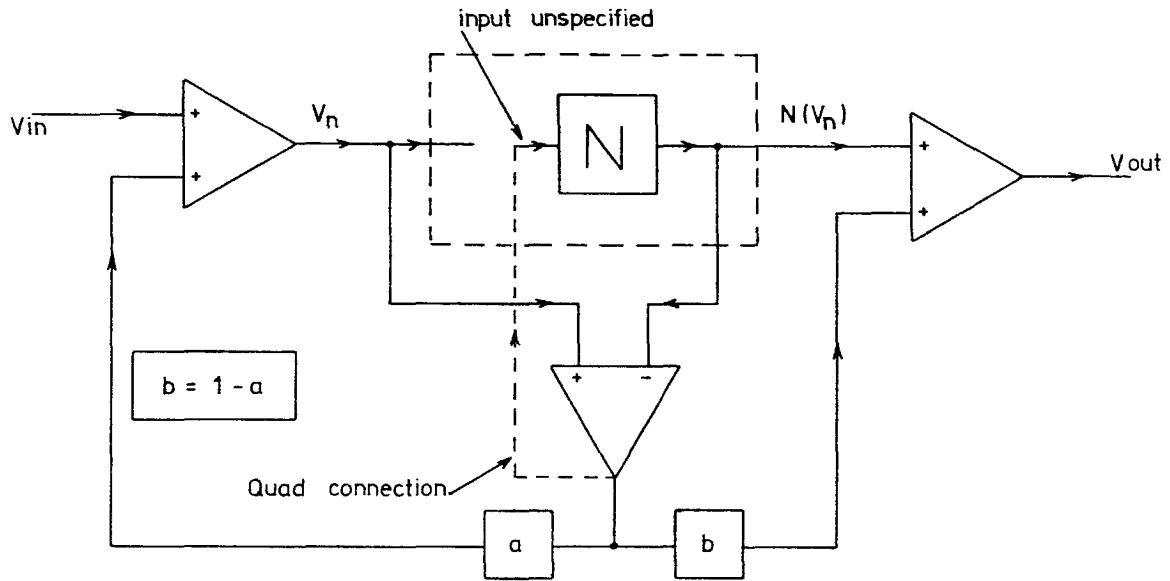 input unspecified
Vin
+
+
Vn
N
N(Vn)
+
+
Vout
+ -
b = 1 - a
Quad connection
a
b